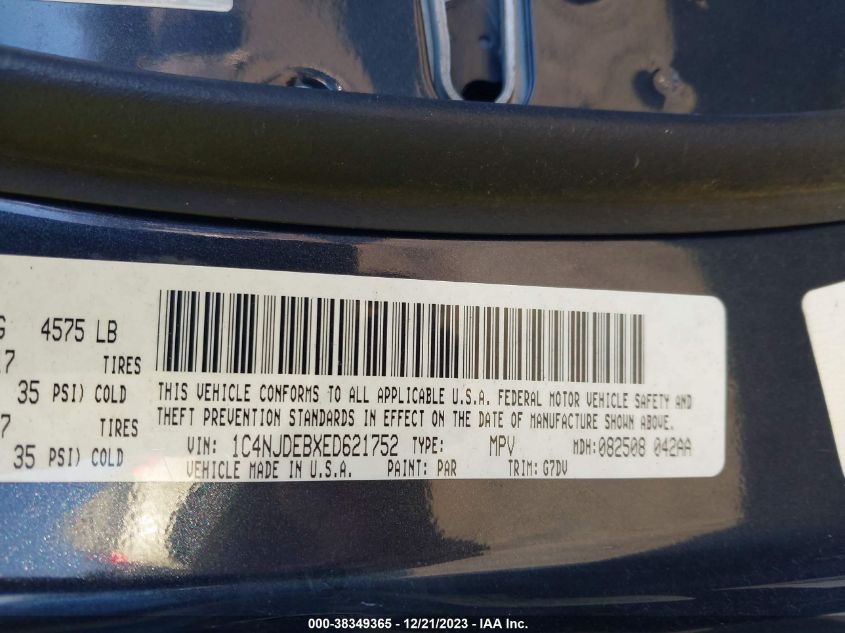 G 4575 LB
.7 TIRES
35 PSI) COLD
7 TIRES
35 PSI) COLD
THIS VEHICLE CONFORMS TO ALL APPLICABLE U.S.A. FEDERAL MOTOR VEHICLE SAFETY AND
THEFT PREVENTION STANDARDS IN EFFECT ON THE DATE OF MANUFACTURE SHOWN ABOVE.
VIN: 1C4NJDEBXED621752 TYPE: MPV MDH:082508 042AA
VEHICLE MADE IN U.S.A. PAINT: PAR TRIM: G7DV
000-38349365 - 12/21/2023 - IAA Inc.